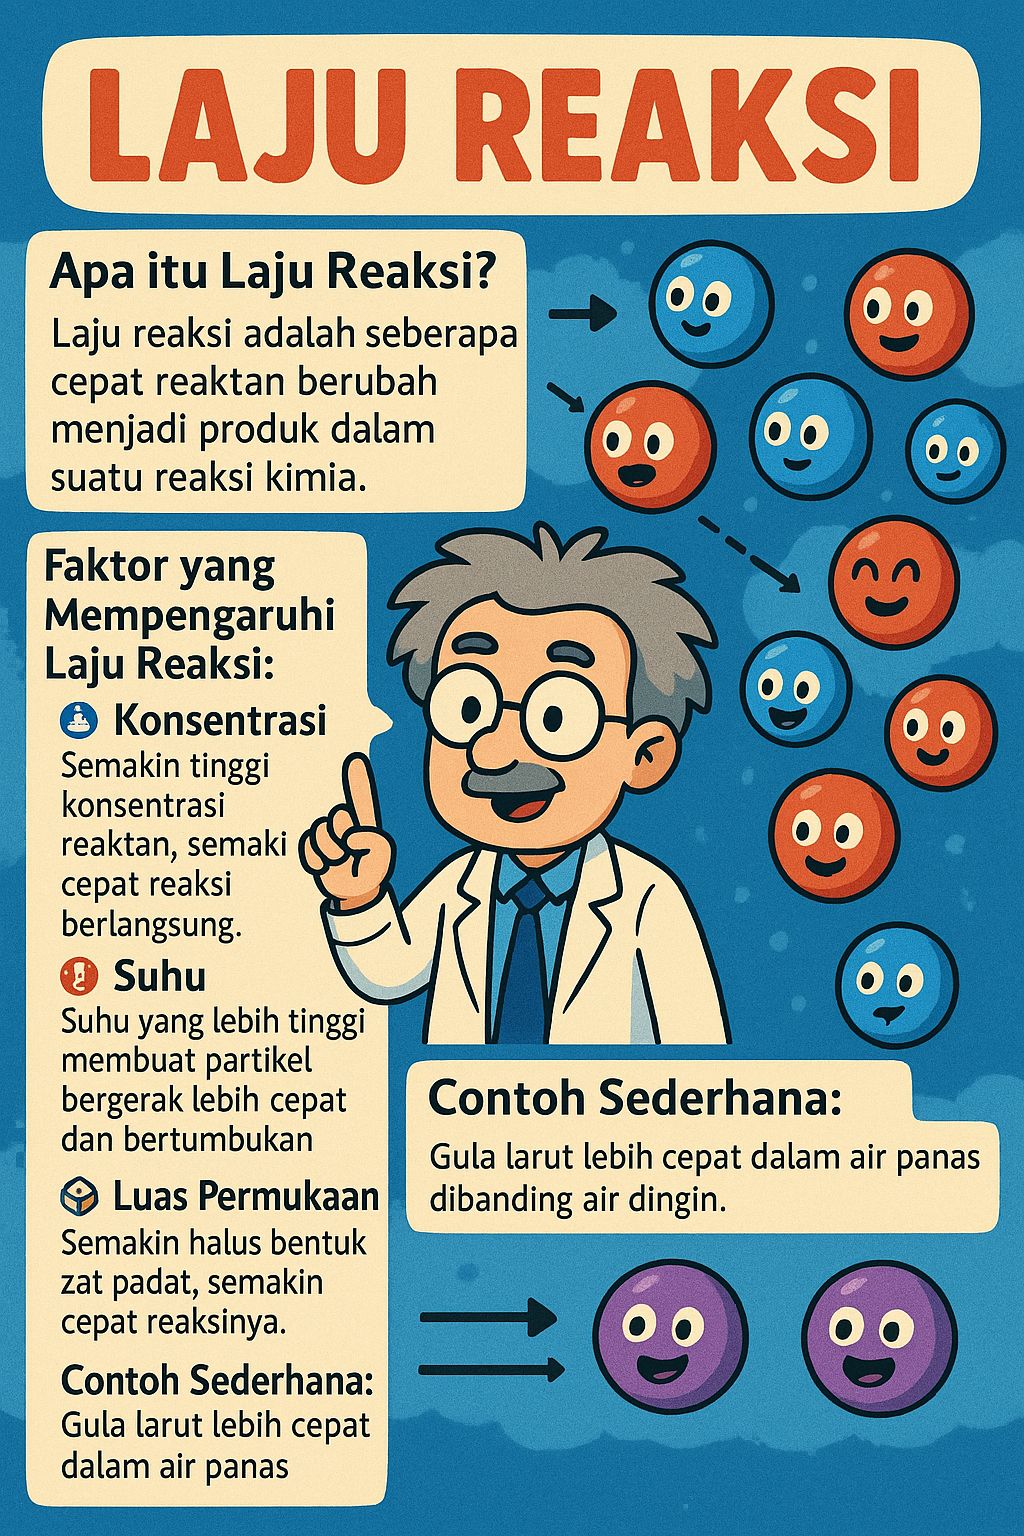 LAJU REAKSI
Apa itu Laju Reaksi?
Laju reaksi adalah seberapa
cepat reaktan berubah
menjadi produk dalam
suatu reaksi kimia.
Faktor yang
Mempengaruhi
Laju Reaksi:
Konsentrasi
Semakin tinggi
konsentrasi
reaktan, semaki
cepat reaksi
berlangsung.
Suhu
Suhu yang lebih tinggi
membuat partikel
bergerak lebih cepat
dan bertumbukan
Luas Permukaan
Semakin halus bentuk
zat padat, semakin
cepat reaksinya.
Contoh Sederhana:
Gula larut lebih cepat
dalam air panas
Contoh Sederhana:
Gula larut lebih cepat dalam air panas
dibanding air dingin.